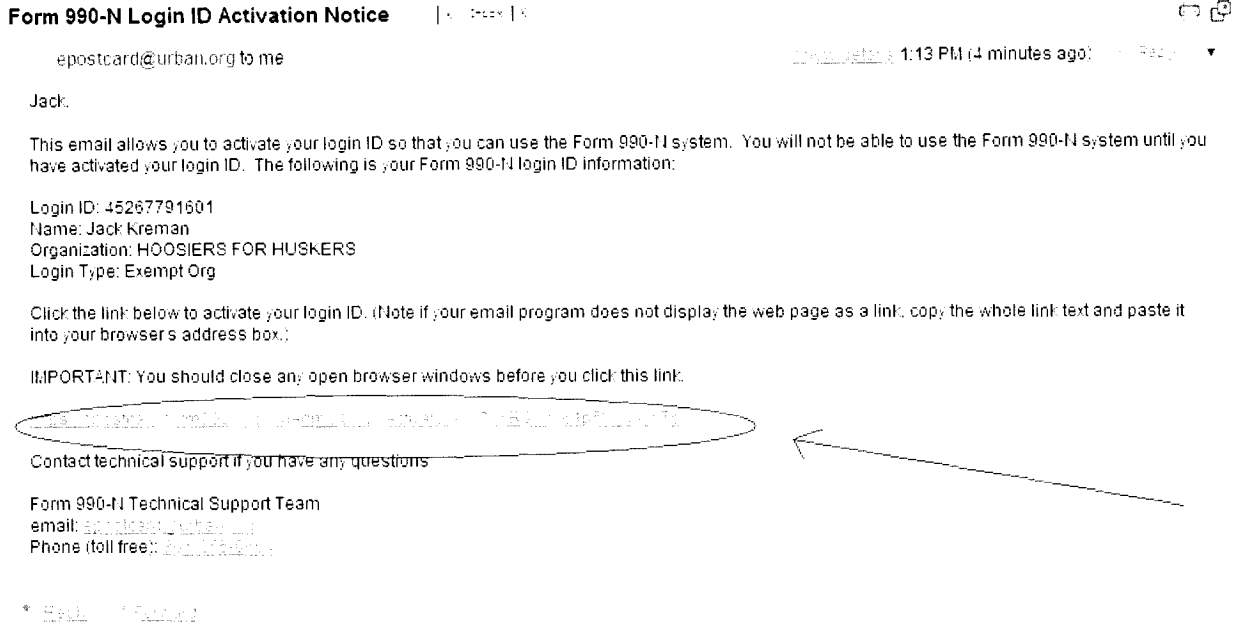 Form 990-N Login ID Activation Notice
epostcard@urban.org to me
1:13 PM (4 minutes ago)
Jack,
This email allows you to activate your login ID so that you can use the Form 990-N system. You will not be able to use the Form 990-N system until you
have activated your login ID. The following is your Form 990-N login ID information:
Login ID: 45267791601
Name: Jack Kreman
Organization: HOOSIERS FOR HUSKERS
Login Type: Exempt Org
Click the link below to activate your login ID. (Note if your email program does not display the web page as a link, copy the whole link text and paste it
into your browser's address box.)
IMPORTANT: You should close any open browser windows before you click this link.
Contact technical support if you have any questions
Form 990-N Technical Support Team
email:
Phone (toll free):